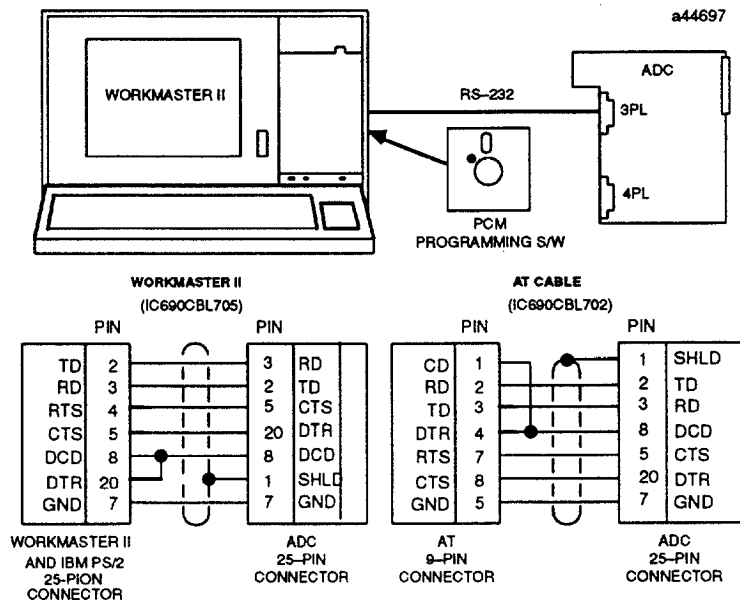 a44697
WORKMASTER II
RS–232
ADC
3PL
4PL
PCM
PROGRAMMING S/W
WORKMASTER II
(IC690CBL705)
PIN PIN
TD 2 3 RD
RD 3 2 TD
RTS 4 5 CTS
CTS 5 20 DTR
DCD 8 8 DCD
DTR 20 1 SHLD
GND 7 7 GND
WORKMASTER II
AND IBM PS/2
25-PION
CONNECTOR
ADC
25–PIN
CONNECTOR
AT CABLE
(IC690CBL702)
PIN PIN
CD 1 1 SHLD
RD 2 2 TD
TD 3 3 RD
DTR 4 8 DCD
RTS 7 5 CTS
CTS 8 20 DTR
GND 5 7 GND
AT
9–PIN
CONNECTOR
ADC
25–PIN
CONNECTOR